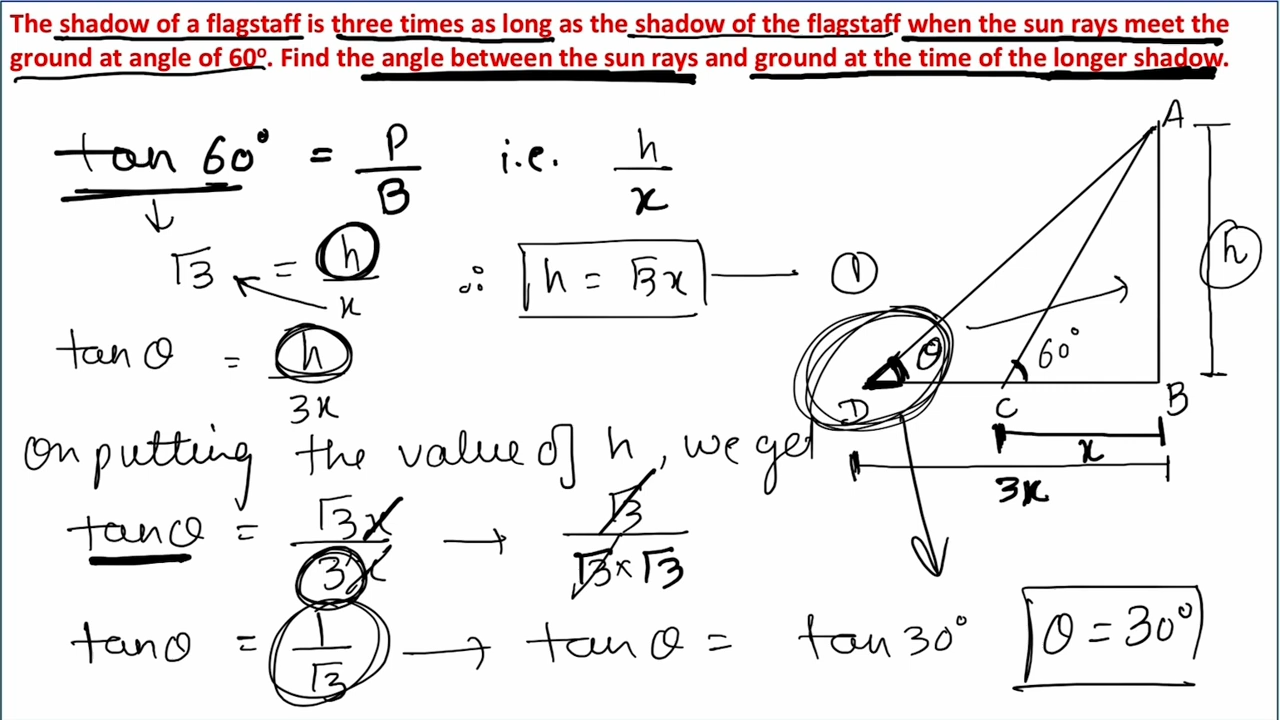 The shadow of a flagstaff is three times as long as the shadow of the flagstaff when the sun rays meet the
ground at angle of 60º. Find the angle between the sun rays and ground at the time of the longer shadow.
tan 60° = P/B i.e. h/x
√3 = h/x ∴ h = √3x ①
tan θ = h/3x
On putting the value of h, we get
tan θ = √3x/3x → √3/√3×√3
tan θ = 1/√3 → tan θ = tan 30° θ = 30°
A
h
θ
60°
D
C
B
x
3x